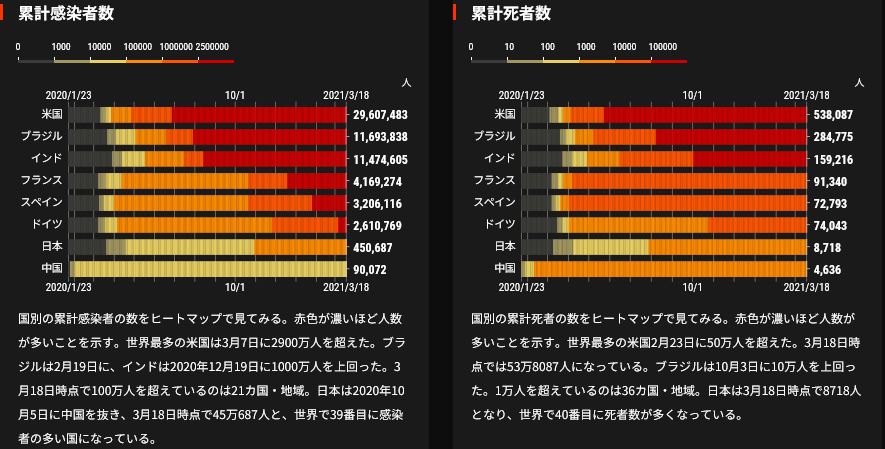 累計感染者数
0 1000 10000 100000 1000000 2500000
人
2020/1/23 10/1 2021/3/18
米国 29,607,483
ブラジル 11,693,838
インド 11,474,605
フランス 4,169,274
スペイン 3,206,116
ドイツ 2,610,769
日本 450,687
中国 90,072
2020/1/23 10/1 2021/3/18
国別の累計感染者の数をヒートマップで見てみる。赤色が濃いほど人数
が多いことを示す。世界最多の米国は3月7日に2900万人を超えた。ブラ
ジルは2月19日に、インドは2020年12月19日に1000万人を上回った。3
月18日時点で100万人を超えているのは21カ国・地域。日本は2020年10
月5日に中国を抜き、3月18日時点で45万687人と、世界で39番目に感染
者の多い国になっている。
累計死者数
0 10 100 1000 10000 100000
人
2020/1/23 10/1 2021/3/18
米国 538,087
ブラジル 284,775
インド 159,216
フランス 91,340
スペイン 72,793
ドイツ 74,043
日本 8,718
中国 4,636
2020/1/23 10/1 2021/3/18
国別の累計死者の数をヒートマップで見てみる。赤色が濃いほど人数が
多いことを示す。世界最多の米国2月23日に50万人を超えた。3月18日時
点では53万8087人になっている。ブラジルは10月3日に10万人を上回っ
た。1万人を超えているのは36カ国・地域。日本は3月18日時点で8718人
となり、世界で40番目に死者数が多くなっている。